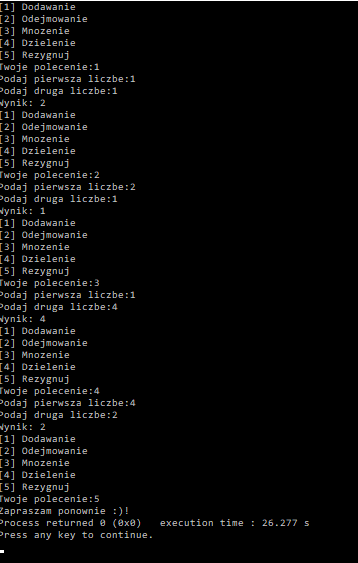 [1] Dodawanie
[2] Odejmowanie
[3] Mnozenie
[4] Dzielenie
[5] Rezygnuj
Twoje polecenie:1
Podaj pierwsza liczbe:1
Podaj druga liczbe:1
Wynik: 2
[1] Dodawanie
[2] Odejmowanie
[3] Mnozenie
[4] Dzielenie
[5] Rezygnuj
Twoje polecenie:2
Podaj pierwsza liczbe:2
Podaj druga liczbe:1
Wynik: 1
[1] Dodawanie
[2] Odejmowanie
[3] Mnozenie
[4] Dzielenie
[5] Rezygnuj
Twoje polecenie:3
Podaj pierwsza liczbe:1
Podaj druga liczbe:4
Wynik: 4
[1] Dodawanie
[2] Odejmowanie
[3] Mnozenie
[4] Dzielenie
[5] Rezygnuj
Twoje polecenie:4
Podaj pierwsza liczbe:4
Podaj druga liczbe:2
Wynik: 2
[1] Dodawanie
[2] Odejmowanie
[3] Mnozenie
[4] Dzielenie
[5] Rezygnuj
Twoje polecenie:5
Zapraszam ponownie :)!
Process returned 0 (0x0)   execution time : 26.277 s
Press any key to continue.